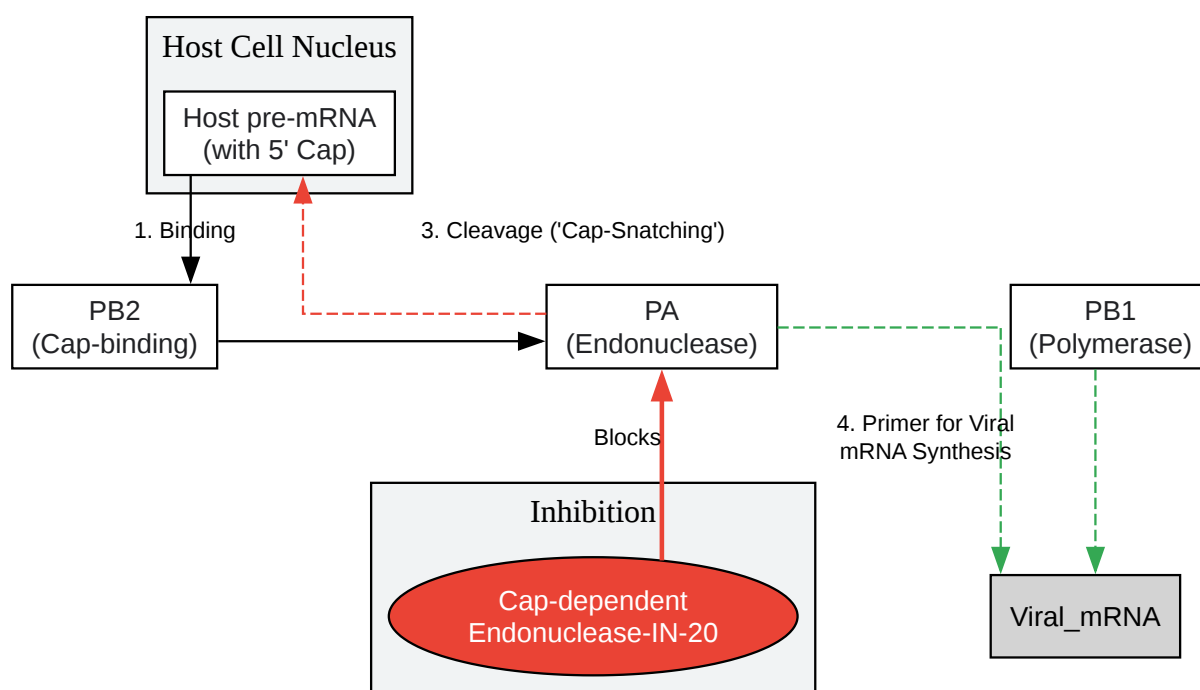 Host Cell Nucleus
Host pre-mRNA
(with 5' Cap)
1. Binding
3. Cleavage ('Cap-Snatching')
PB2
(Cap-binding)
PA
(Endonuclease)
PB1
(Polymerase)
Blocks
4. Primer for Viral
mRNA Synthesis
Inhibition
Cap-dependent
Endonuclease-IN-20
Viral_mRNA